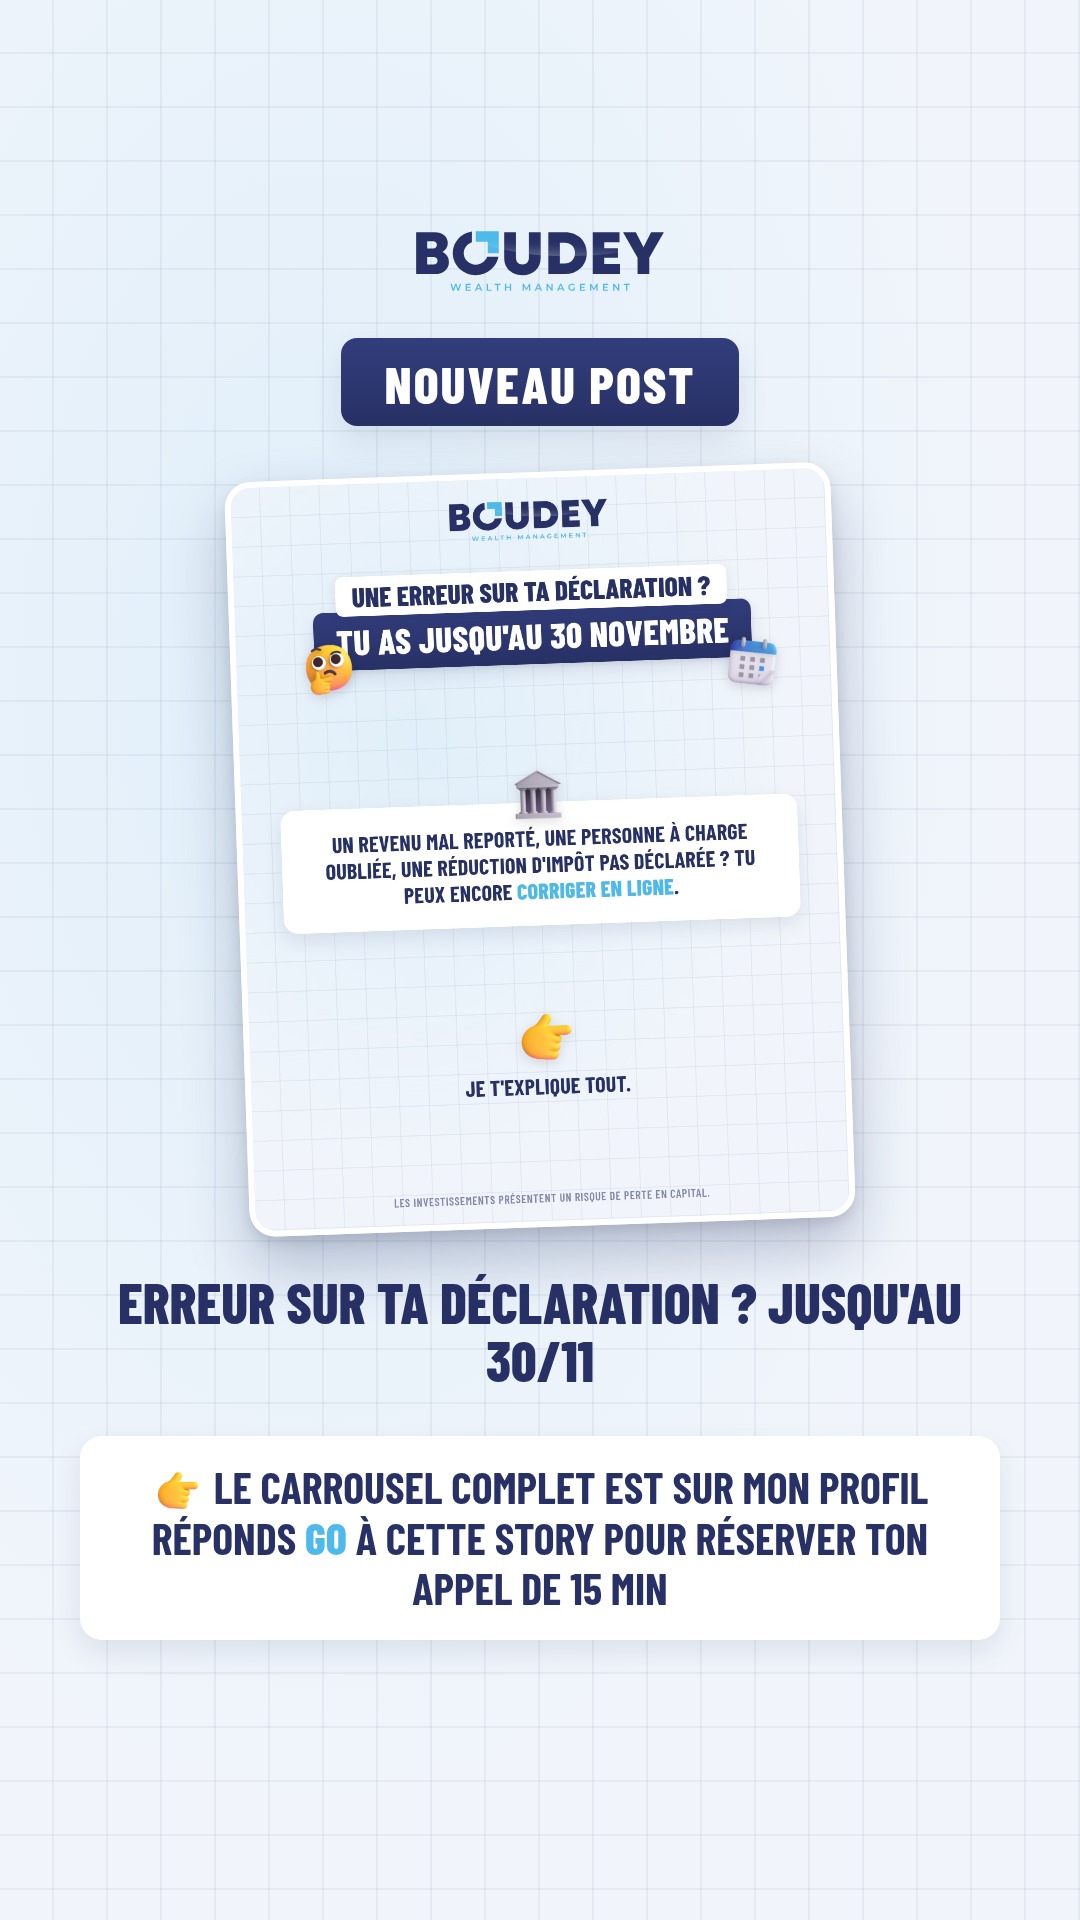 BOUDEY
WEALTH MANAGEMENT
NOUVEAU POST
BOUDEY
WEALTH MANAGEMENT
UNE ERREUR SUR TA DÉCLARATION ?
TU AS JUSQU'AU 30 NOVEMBRE
UN REVENU MAL REPORTÉ, UNE PERSONNE À CHARGE
OUBLIÉE, UNE RÉDUCTION D'IMPÔT PAS DÉCLARÉE ? TU
PEUX ENCORE CORRIGER EN LIGNE.
JE T'EXPLIQUE TOUT.
LES INVESTISSEMENTS PRÉSENTENT UN RISQUE DE PERTE EN CAPITAL.
ERREUR SUR TA DÉCLARATION ? JUSQU'AU
30/11
👉 LE CARROUSEL COMPLET EST SUR MON PROFIL
RÉPONDS GO À CETTE STORY POUR RÉSERVER TON
APPEL DE 15 MIN